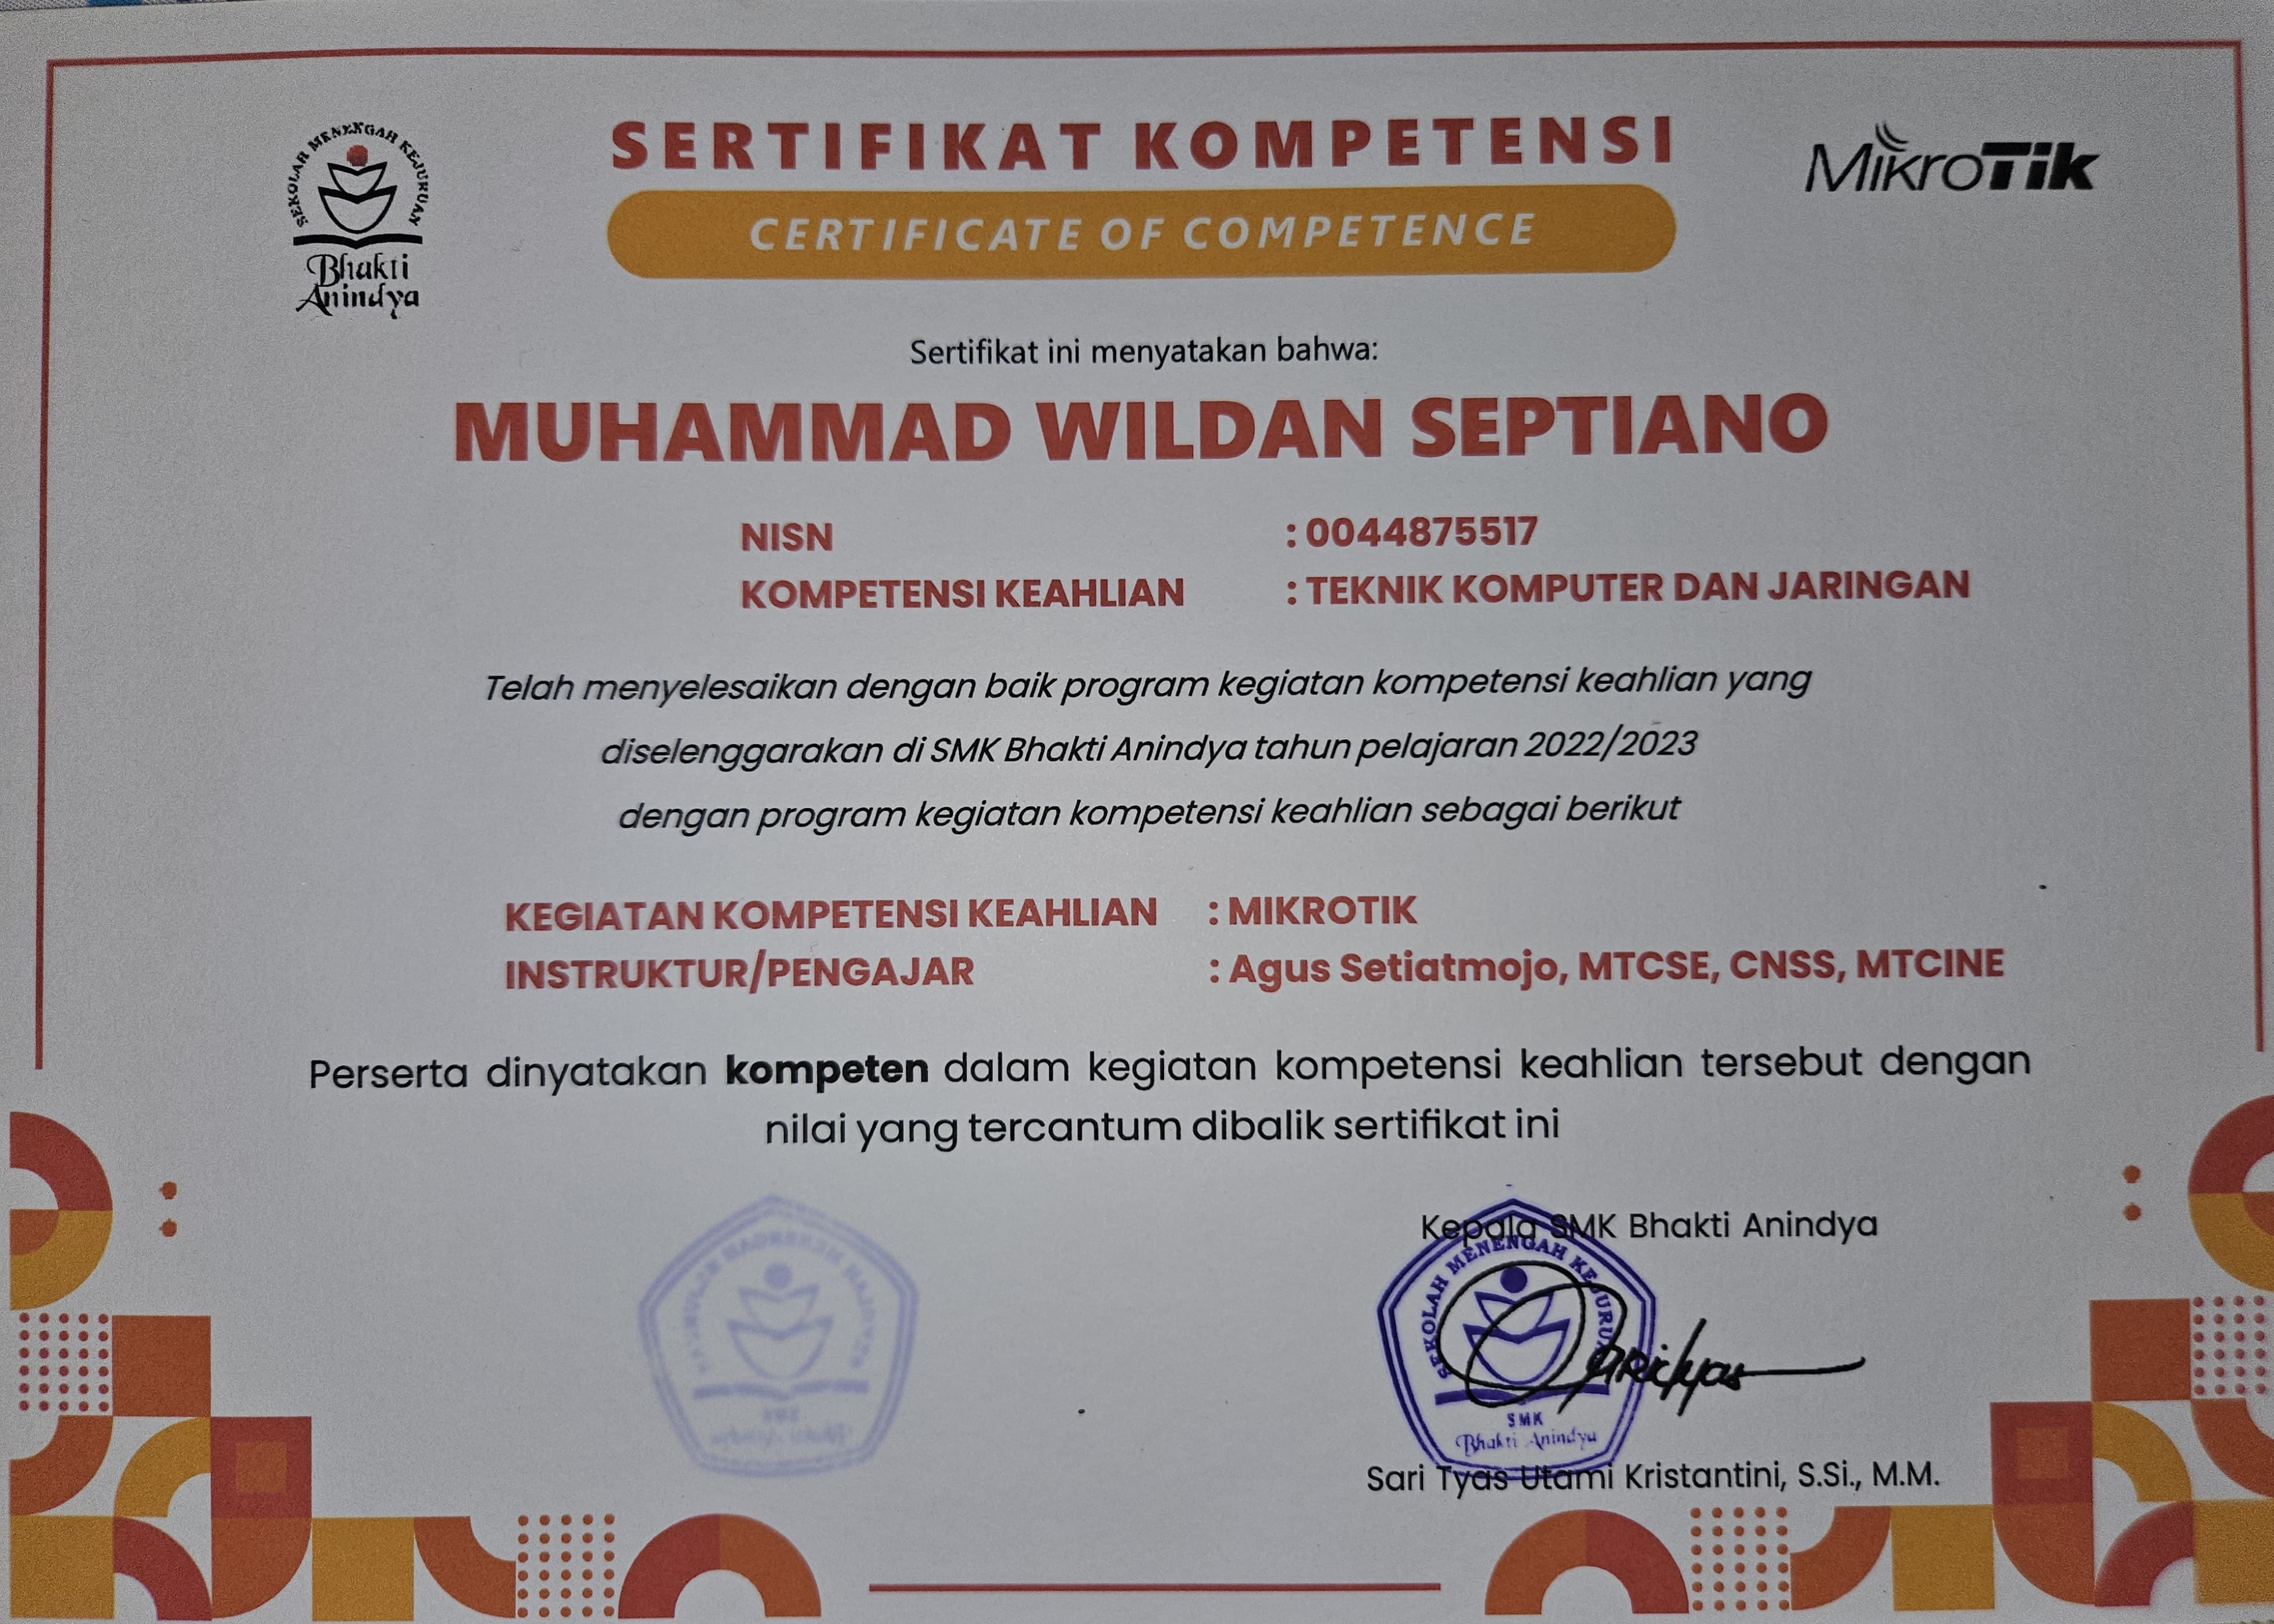 SEKOLAH MENENGAH KEJURUAN
Bhakti
Anindya
SERTIFIKAT KOMPETENSI
CERTIFICATE OF COMPETENCE
MikroTik
Sertifikat ini menyatakan bahwa:
MUHAMMAD WILDAN SEPTIANO
NISN : 0044875517
KOMPETENSI KEAHLIAN : TEKNIK KOMPUTER DAN JARINGAN
Telah menyelesaikan dengan baik program kegiatan kompetensi keahlian yang
diselenggarakan di SMK Bhakti Anindya tahun pelajaran 2022/2023
dengan program kegiatan kompetensi keahlian sebagai berikut
KEGIATAN KOMPETENSI KEAHLIAN : MIKROTIK
INSTRUKTUR/PENGAJAR : Agus Setiatmojo, MTCSE, CNSS, MTCINE
Perserta dinyatakan kompeten dalam kegiatan kompetensi keahlian tersebut dengan
nilai yang tercantum dibalik sertifikat ini
Kepala SMK Bhakti Anindya
SEKOLAH MENENGAH KEJURUAN
SMK
Bhakti Anindya
Sari Tyas Utami Kristantini, S.Si., M.M.